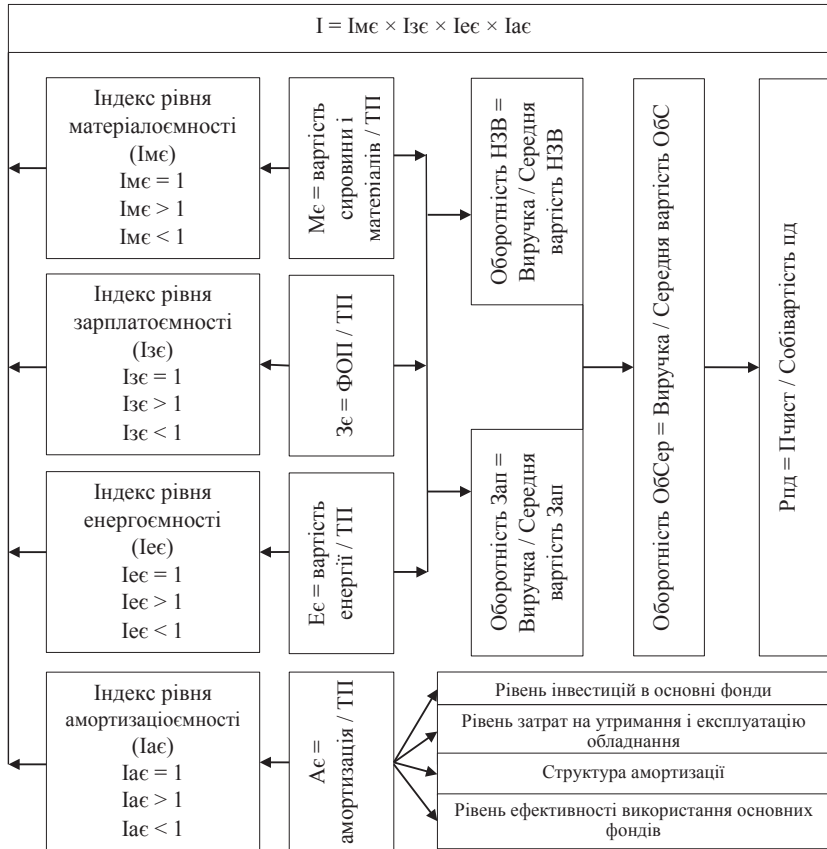 І = Імє × Ізє × Іеє × Іає
Індекс рівня
матеріалоємності
(Імє)
Імє = 1
Імє > 1
Імє < 1
Мє = вартість
сировини і
матеріалів / ТП
Оборотність НЗВ =
Виручка / Середня
вартість НЗВ
Оборотність ОбСер = Виручка / Середня вартість ОбС
Рпд = Пчист / Собівартість пд
Індекс рівня
зарплатоємності
(Ізє)
Ізє = 1
Ізє > 1
Ізє < 1
Зє = ФОП / ТП
Індекс рівня
енергоємності
(Іеє)
Іеє = 1
Іеє > 1
Іеє < 1
Еє = вартість
енергії / ТП
Оборотність Зап =
Виручка / Середня
вартість Зап
Індекс рівня
амортизаціоємності
(Іає)
Іає = 1
Іає > 1
Іає < 1
Ає =
амортизація / ТП
Рівень інвестицій в основні фонди
Рівень затрат на утримання і експлуатацію
обладнання
Структура амортизації
Рівень ефективності використання основних
фондів